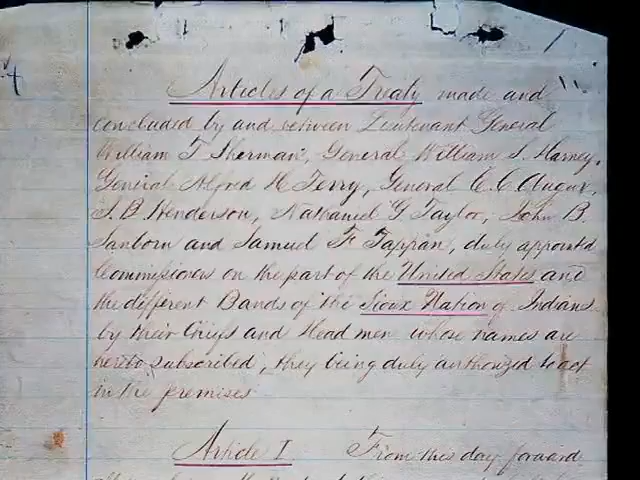 Articles of a Treaty made and
concluded by and between Lieutenant General
William T. Sherman, General William S. Harney,
General Alfred H. Terry, General C. C. Augur,
J. B. Henderson, Nathaniel G. Taylor, John B.
Sanborn and Samuel F. Tappan, duly appointed
Commissioners on the part of the United States and
the different Bands of the Sioux Nation of Indians
by their Chiefs and Head men whose names are
hereto subscribed, they being duly authorized to act
in the premises
Article I. From this day forward